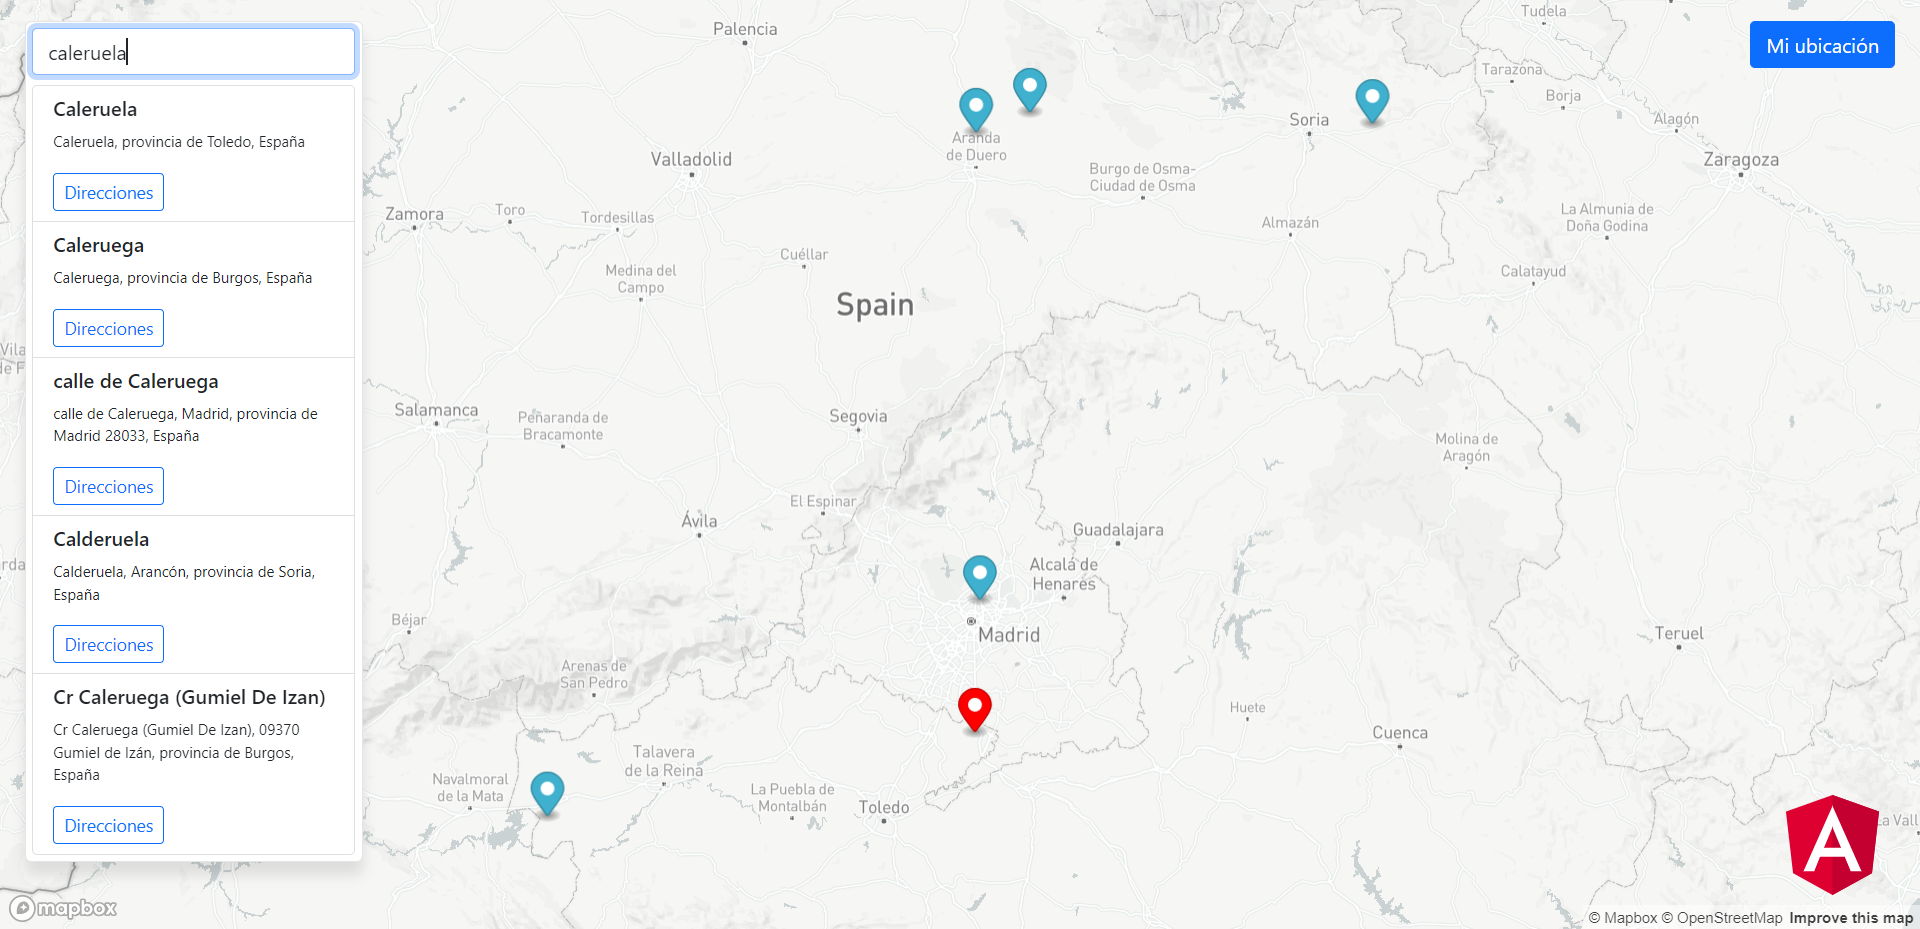 caleruela
Caleruela
Caleruela, provincia de Toledo, España
Direcciones
Caleruega
Caleruega, provincia de Burgos, España
Direcciones
calle de Caleruega
calle de Caleruega, Madrid, provincia de
Madrid 28033, España
Direcciones
Calderuela
Calderuela, Arancón, provincia de Soria,
España
Direcciones
Cr Caleruega (Gumiel De Izan)
Cr Caleruega (Gumiel De Izan), 09370
Gumiel de Izán, provincia de Burgos,
España
Direcciones
Mi ubicación
Palencia
Tudela
Tarazona
Borja
Soria
Alagón
Aranda
de Duero
Valladolid
Zaragoza
Burgo de Osma-
Ciudad de Osma
Zamora
Toro
Tordesillas
Almazán
La Almunia de
Doña Godina
Cuéllar
Medina del
Campo
Calatayud
Spain
Salamanca
Peñaranda de
Bracamonte
Segovia
Molina de
Aragón
El Espinar
Ávila
Guadalajara
Alcalá de
Henares
Béjar
Madrid
Teruel
Arenas de
San Pedro
Huete
Cuenca
Talavera
de la Reina
Navalmoral
de la Mata
La Puebla de
Montalbán
Toledo
La Vall
A
mapbox
© Mapbox © OpenStreetMap Improve this map